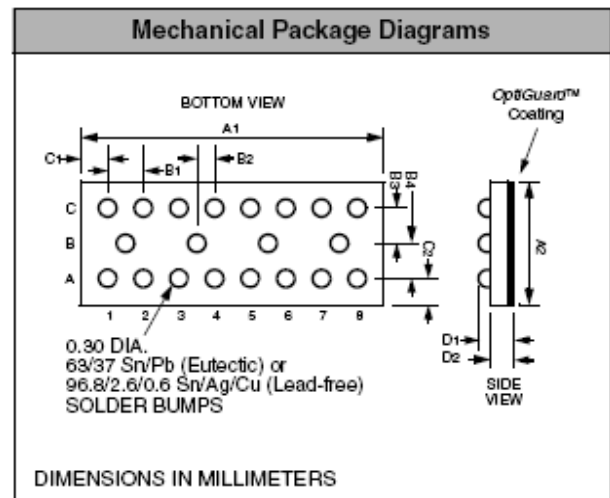 Mechanical Package Diagrams
BOTTOM VIEW
OptiGuard™
Coating
A1
C1
B1
B2
B3
B4
C
B
A
C2
A2
1 2 3 4 5 6 7 8
D1
D2
SIDE
VIEW
0.30 DIA.
63/37 Sn/Pb (Eutectic) or
96.8/2.6/0.6 Sn/Ag/Cu (Lead-free)
SOLDER BUMPS
DIMENSIONS IN MILLIMETERS